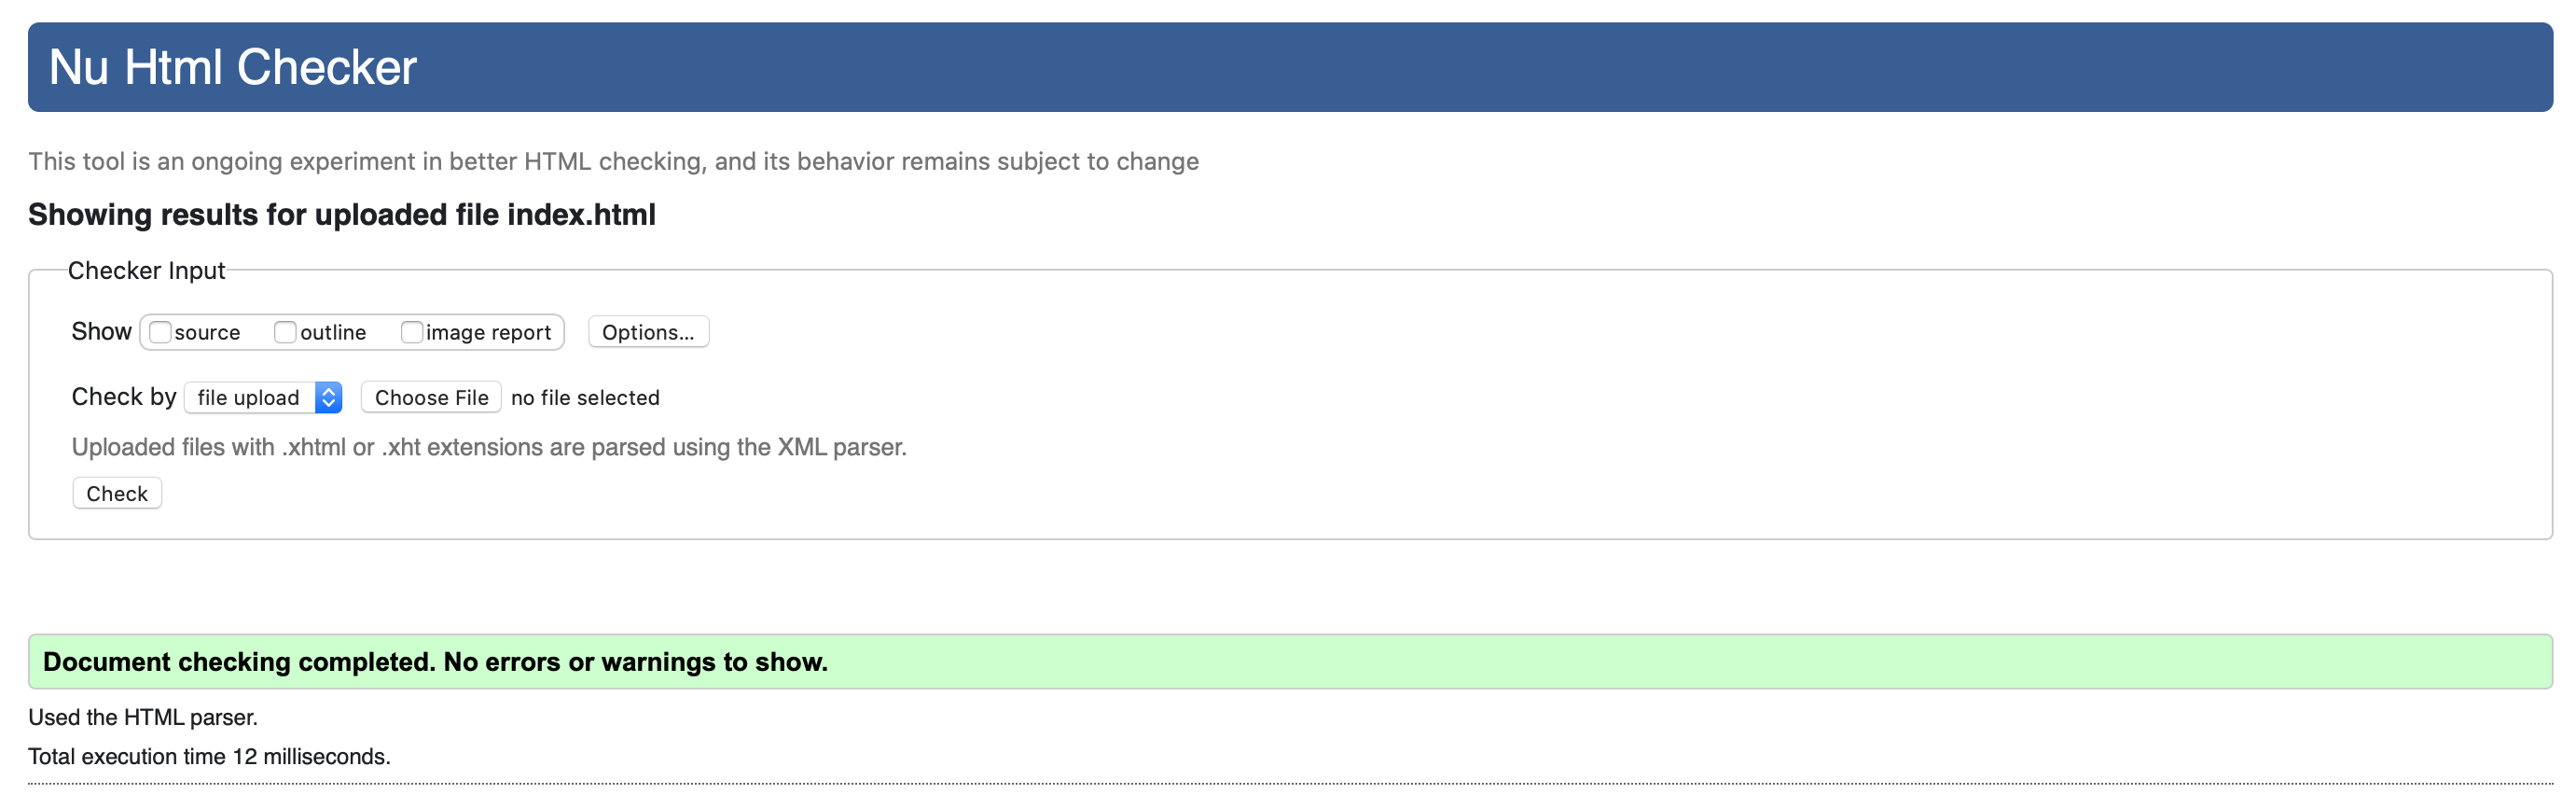 Nu Html Checker
This tool is an ongoing experiment in better HTML checking, and its behavior remains subject to change
Showing results for uploaded file index.html
Checker Input
Show source outline image report Options...
Check by file upload Choose File no file selected
Uploaded files with .xhtml or .xht extensions are parsed using the XML parser.
Check
Document checking completed. No errors or warnings to show.
Used the HTML parser.
Total execution time 12 milliseconds.